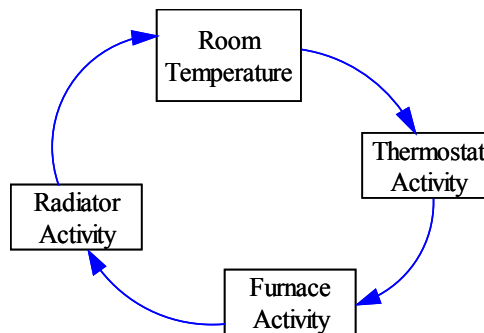 Room
Temperature
Thermostat
Activity
Radiator
Activity
Furnace
Activity